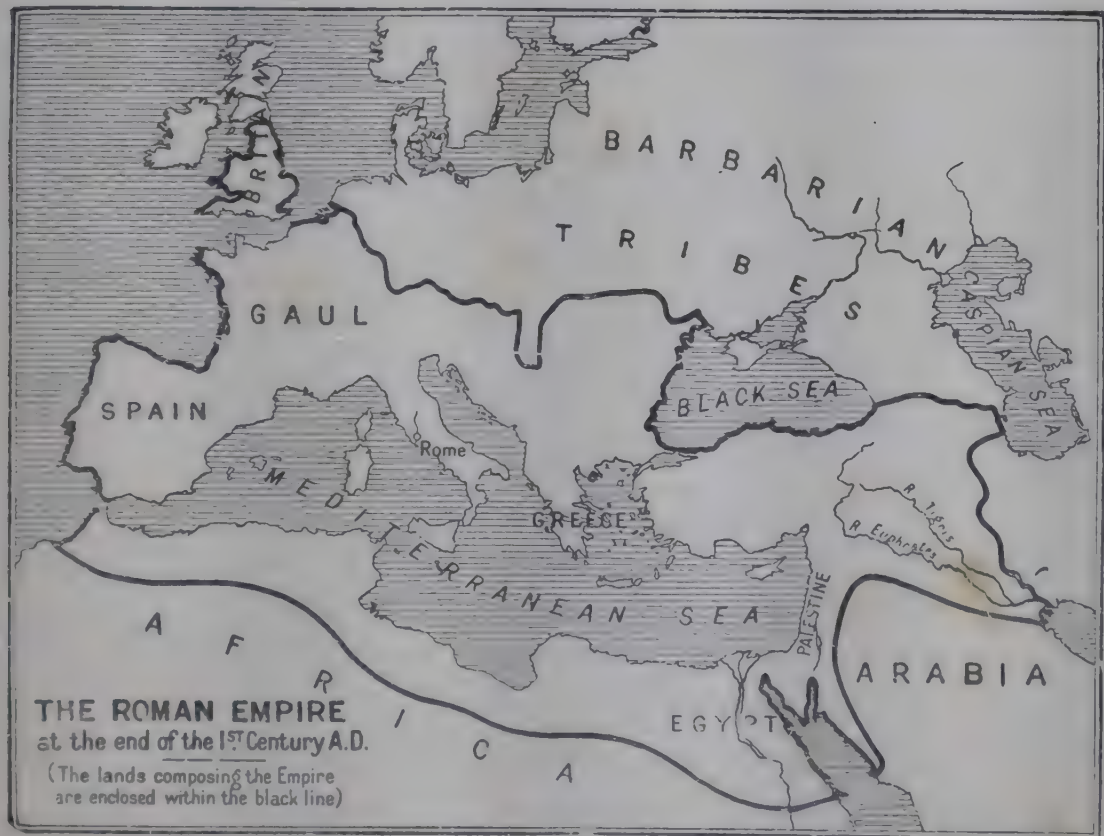 BARBARIAN
TRIBES
BRITAIN
GAUL
SPAIN
CASPIAN SEA
BLACK SEA
Rome
GREECE
MEDITERRANEAN SEA
R. Tigris
R. Euphrates
PALESTINE
ARABIA
EGYPT
AFRICA
THE ROMAN EMPIRE
at the end of the 1ST Century A.D.
(The lands composing the Empire
are enclosed within the black line)